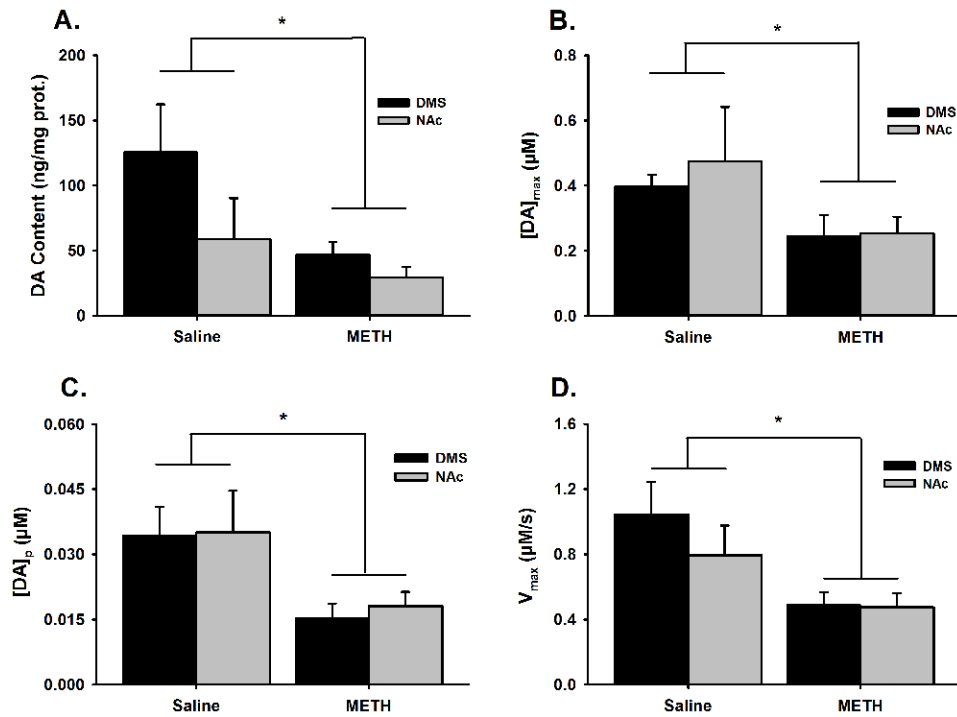 A.
*
200
150
100
50
0
DA Content (ng/mg prot.)
DMS
NAc
Saline METH
B.
*
0.8
0.6
0.4
0.2
0.0
[DA]max (µM)
DMS
NAc
Saline METH
C.
*
0.060
0.045
0.030
0.015
0.000
[DA]p (µM)
DMS
NAc
Saline METH
D.
*
1.6
1.2
0.8
0.4
0.0
Vmax (µM/s)
DMS
NAc
Saline METH